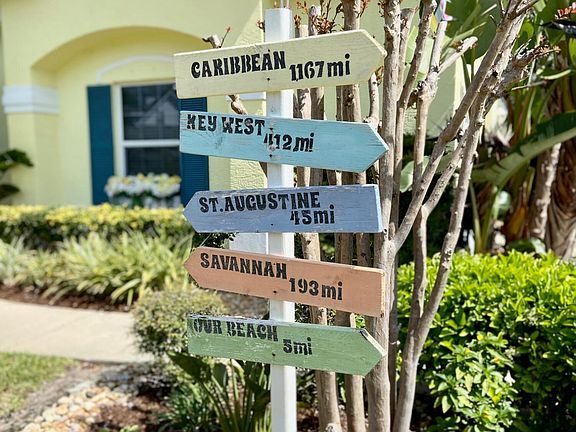 CARIBBEAN 1167mi
KEY WEST 412mi
ST. AUGUSTINE 45mi
SAVANNAH 193mi
OUR BEACH 5mi